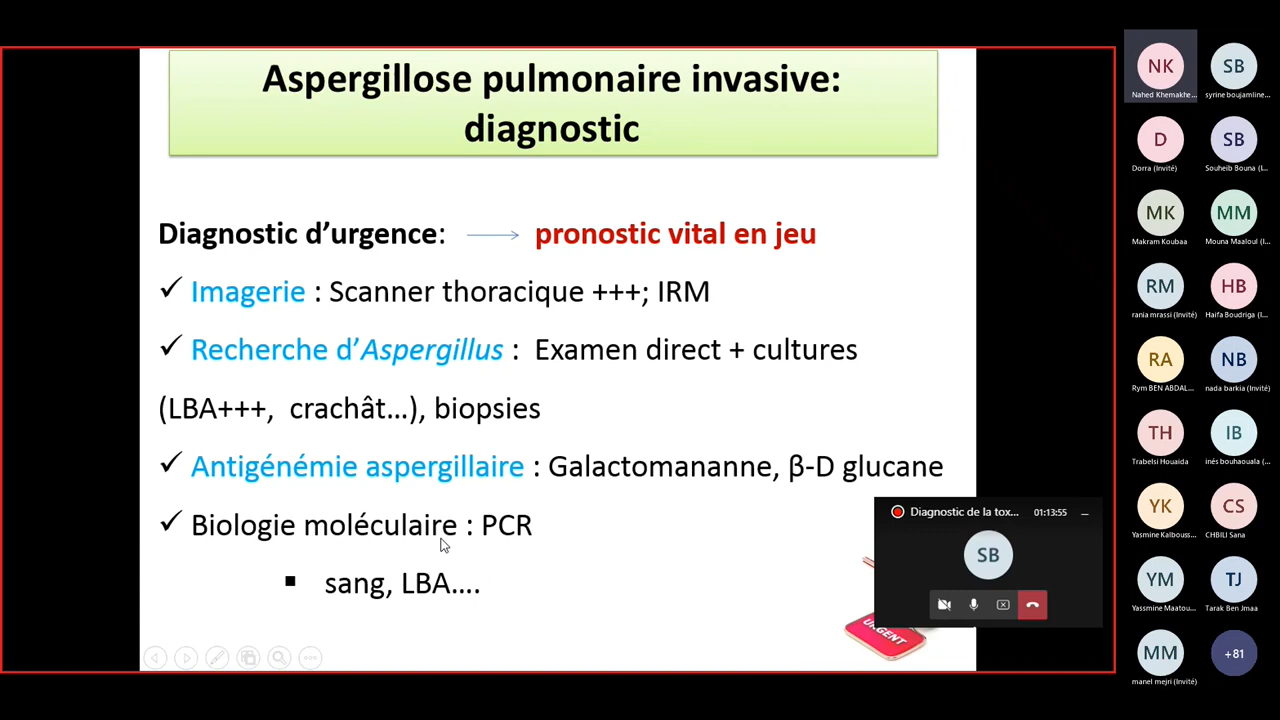 Aspergillose pulmonaire invasive:
diagnostic
Diagnostic d'urgence: pronostic vital en jeu
✓ Imagerie : Scanner thoracique +++; IRM
✓ Recherche d'Aspergillus : Examen direct + cultures
(LBA+++, crachât...), biopsies
✓ Antigénémie aspergillaire : Galactomananne, β-D glucane
✓ Biologie moléculaire : PCR
▪ sang, LBA....
URGENT
Diagnostic de la tox... 01:13:55
SB
NK
Nahed Khemakhe...
SB
syrine boujamline...
D
Dorra (Invité)
SB
Souheib Bouna (I...
MK
Makram Koubaa
MM
Mouna Maaloul (I...
RM
rania mrassi (Invité)
HB
Haifa Boudriga (I...
RA
Rym BEN ABDAL...
NB
nada barkia (Invité)
TH
Trabelsi Houaida
IB
inés bouhaouala (...
YK
Yasmine Kalbouss...
CS
CHBILI Sana
YM
Yassmine Maatou...
TJ
Tarak Ben Jmaa
MM
manel mejri (Invité)
+81